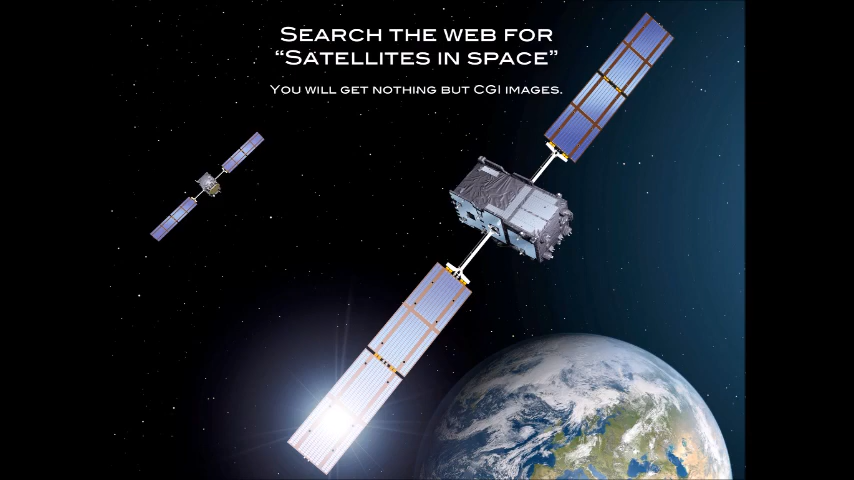 Search the web for
“Satellites in space”
You will get nothing but CGI images.